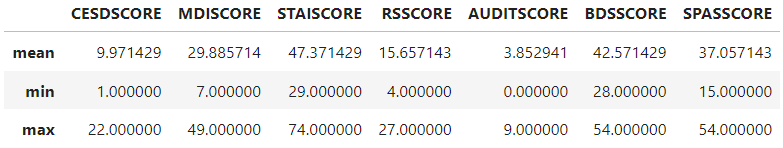 CESDSCORE MDISCORE STAISCORE RSSCORE AUDITSCORE BDSSCORE SPASSCORE
mean 9.971429 29.885714 47.371429 15.657143 3.852941 42.571429 37.057143
min 1.000000 7.000000 29.000000 4.000000 0.000000 28.000000 15.000000
max 22.000000 49.000000 74.000000 27.000000 9.000000 54.000000 54.000000